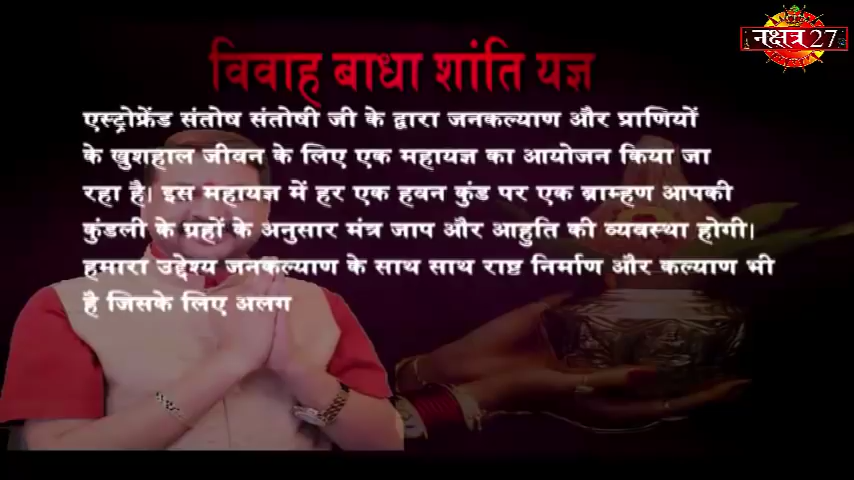 नक्षत्र 27
विवाह बाधा शांति यज्ञ
एस्ट्रोफ्रेंड संतोष संतोषी जी के द्वारा जनकल्याण और प्राणियों
के खुशहाल जीवन के लिए एक महायज्ञ का आयोजन किया जा
रहा है। इस महायज्ञ में हर एक हवन कुंड पर एक ब्राम्हण आपकी
कुंडली के ग्रहों के अनुसार मंत्र जाप और आहुति की व्यवस्था होगी।
हमारा उद्देश्य जनकल्याण के साथ साथ राष्ट निर्माण और कल्याण भी
है जिसके लिए अलग